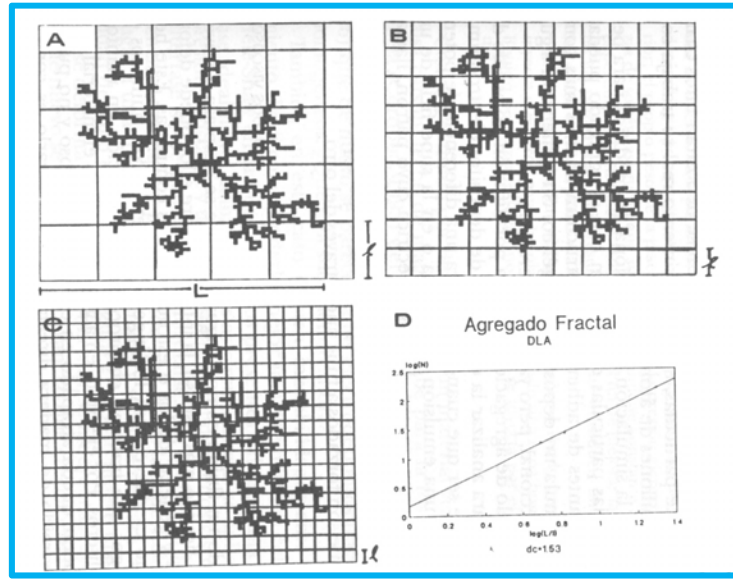 A
B
l
L
l
C
l
D
Agregado Fractal
DLA
log(N)
2 5
2
1 5
1
0 5
0
0
0 2
0 4
0 6
0 8
1
1 2
1 4
log(L/l)
dc=1.53